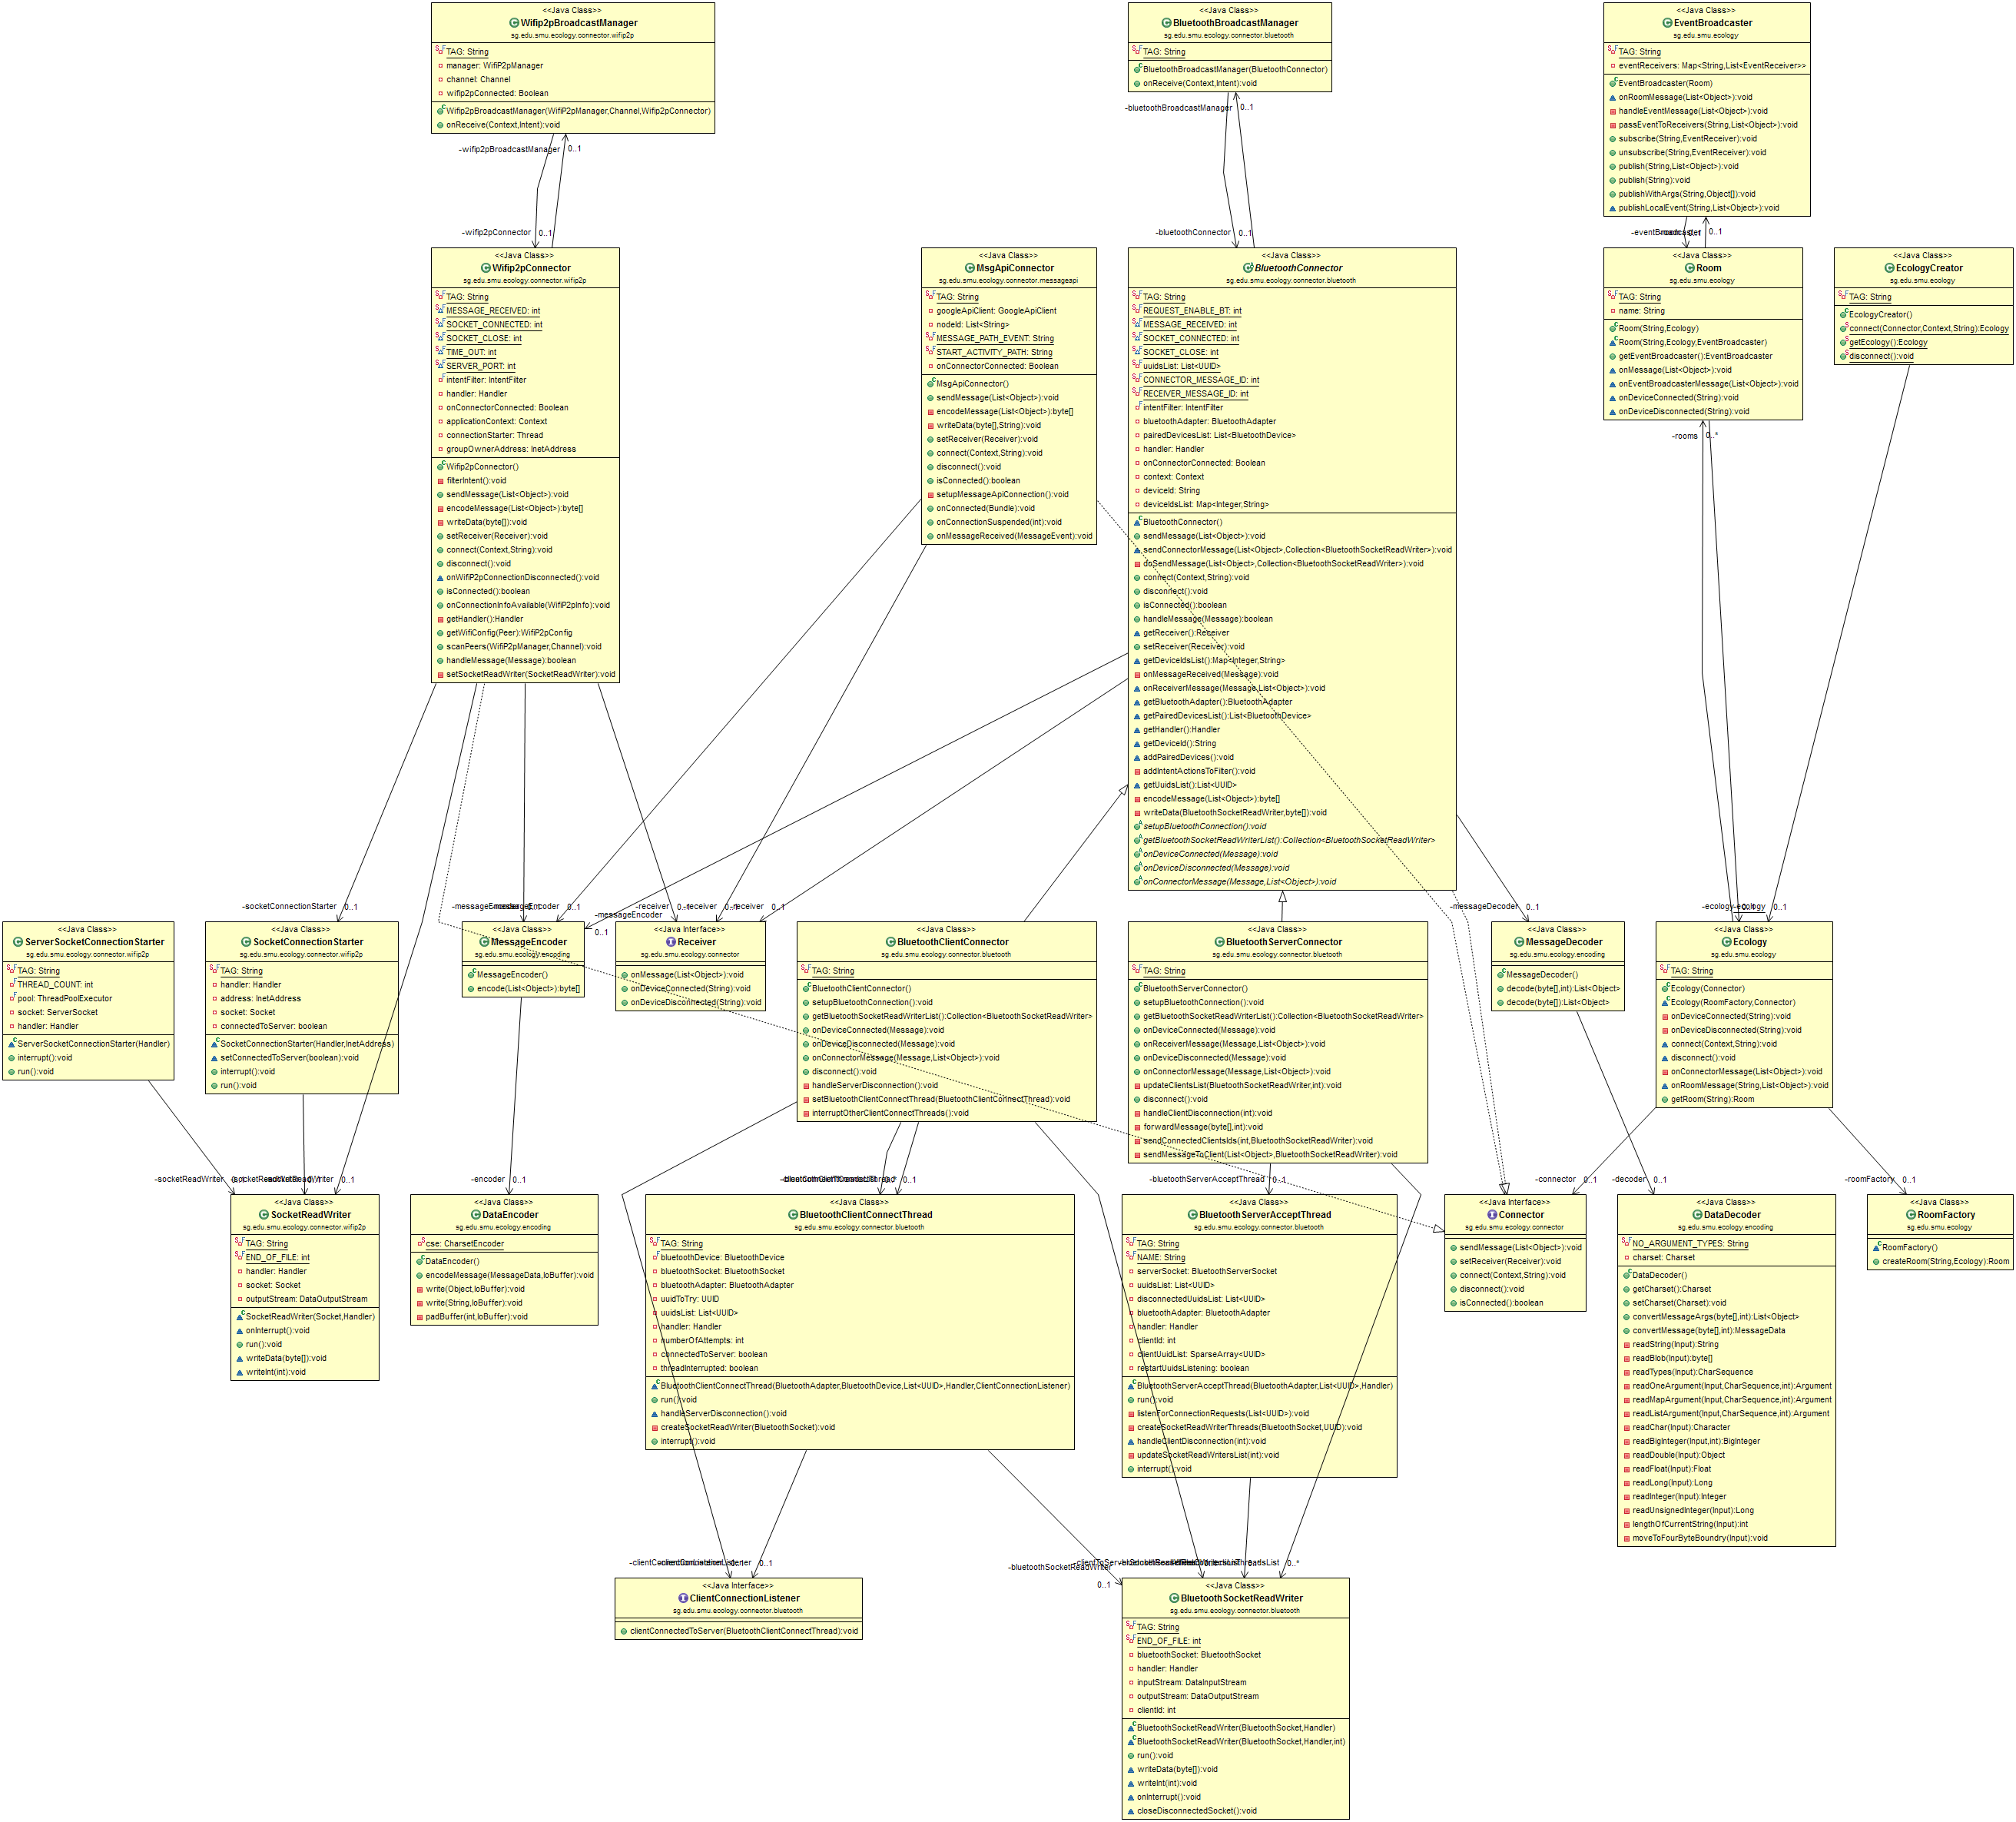 <<Java Class>>
Wifip2pBroadcastManager
sg.edu.smu.ecology.connector.wifip2p
TAG: String
manager: WifiP2pManager
channel: Channel
wifip2pConnected: Boolean
Wifip2pBroadcastManager(WifiP2pManager,Channel,Wifip2pConnector)
onReceive(Context,Intent):void
<<Java Class>>
BluetoothBroadcastManager
sg.edu.smu.ecology.connector.bluetooth
TAG: String
BluetoothBroadcastManager(BluetoothConnector)
onReceive(Context,Intent):void
<<Java Class>>
EventBroadcaster
sg.edu.smu.ecology
TAG: String
eventReceivers: Map<String,List<EventReceiver>>
EventBroadcaster(Room)
onRoomMessage(List<Object>):void
handleEventMessage(List<Object>):void
passEventToReceivers(String,List<Object>):void
subscribe(String,EventReceiver):void
unsubscribe(String,EventReceiver):void
publish(String,List<Object>):void
publish(String):void
publishWithArgs(String,Object[]):void
publishLocalEvent(String,List<Object>):void
-wifip2pBroadcastManager 0..1
-bluetoothBroadcastManager 0..1
-wifip2pConnector 0..1
-bluetoothConnector 0..1
0..1
<<Java Class>>
Wifip2pConnector
sg.edu.smu.ecology.connector.wifip2p
TAG: String
MESSAGE_RECEIVED: int
SOCKET_CONNECTED: int
SOCKET_CLOSE: int
TIME_OUT: int
SERVER_PORT: int
intentFilter: IntentFilter
handler: Handler
onConnectorConnected: Boolean
applicationContext: Context
connectionStarter: Thread
groupOwnerAddress: InetAddress
Wifip2pConnector()
filterIntent():void
sendMessage(List<Object>):void
encodeMessage(List<Object>):byte[]
writeData(byte[]):void
setReceiver(Receiver):void
connect(Context,String):void
disconnect():void
onWifiP2pConnectionDisconnected():void
isConnected():boolean
onConnectionInfoAvailable(WifiP2pInfo):void
getHandler():Handler
getWifiConfig(Peer):WifiP2pConfig
scanPeers(WifiP2pManager,Channel):void
handleMessage(Message):boolean
setSocketReadWriter(SocketReadWriter):void
<<Java Class>>
MsgApiConnector
sg.edu.smu.ecology.connector.messageapi
TAG: String
googleApiClient: GoogleApiClient
nodeId: List<String>
MESSAGE_PATH_EVENT: String
START_ACTIVITY_PATH: String
onConnectorConnected: Boolean
MsgApiConnector()
sendMessage(List<Object>):void
encodeMessage(List<Object>):byte[]
writeData(byte[],String):void
setReceiver(Receiver):void
connect(Context,String):void
disconnect():void
isConnected():boolean
setupMessageApiConnection():void
onConnected(Bundle):void
onConnectionSuspended(int):void
onMessageReceived(MessageEvent):void
<<Java Class>>
BluetoothConnector
sg.edu.smu.ecology.connector.bluetooth
TAG: String
REQUEST_ENABLE_BT: int
MESSAGE_RECEIVED: int
SOCKET_CONNECTED: int
SOCKET_CLOSE: int
uuidsList: List<UUID>
CONNECTOR_MESSAGE_ID: int
RECEIVER_MESSAGE_ID: int
intentFilter: IntentFilter
bluetoothAdapter: BluetoothAdapter
pairedDevicesList: List<BluetoothDevice>
handler: Handler
onConnectorConnected: Boolean
context: Context
deviceId: String
deviceIdsList: Map<Integer,String>
BluetoothConnector()
sendMessage(List<Object>):void
sendConnectorMessage(List<Object>,Collection<BluetoothSocketReadWriter>):void
doSendMessage(List<Object>,Collection<BluetoothSocketReadWriter>):void
connect(Context,String):void
disconnect():void
isConnected():boolean
handleMessage(Message):boolean
getReceiver():Receiver
setReceiver(Receiver):void
getDeviceIdsList():Map<Integer,String>
onMessageReceived(Message):void
onReceiverMessage(Message,List<Object>):void
getBluetoothAdapter():BluetoothAdapter
getPairedDevicesList():List<BluetoothDevice>
getHandler():Handler
getDeviceId():String
addPairedDevices():void
addIntentActionsToFilter():void
getUuidsList():List<UUID>
encodeMessage(List<Object>):byte[]
writeData(BluetoothSocketReadWriter,byte[]):void
setupBluetoothConnection():void
getBluetoothSocketReadWriterList():Collection<BluetoothSocketReadWriter>
onDeviceConnected(Message):void
onDeviceDisconnected(Message):void
onConnectorMessage(Message,List<Object>):void
<<Java Class>>
Room
sg.edu.smu.ecology
TAG: String
name: String
Room(String,Ecology)
Room(String,Ecology,EventBroadcaster)
getEventBroadcaster():EventBroadcaster
onMessage(List<Object>):void
onEventBroadcasterMessage(List<Object>):void
onDeviceConnected(String):void
onDeviceDisconnected(String):void
<<Java Class>>
EcologyCreator
sg.edu.smu.ecology
TAG: String
EcologyCreator()
connect(Connector,Context,String):Ecology
getEcology():Ecology
disconnect():void
-rooms 0..*
-socketConnectionStarter 0..1
-messageEncoder 0..1
-receiver 0..1
-receiver 0..1
-messageDecoder 0..1
-ecology 0..1
<<Java Class>>
ServerSocketConnectionStarter
sg.edu.smu.ecology.connector.wifip2p
TAG: String
THREAD_COUNT: int
pool: ThreadPoolExecutor
socket: ServerSocket
handler: Handler
ServerSocketConnectionStarter(Handler)
interrupt():void
run():void
<<Java Class>>
SocketConnectionStarter
sg.edu.smu.ecology.connector.wifip2p
TAG: String
handler: Handler
address: InetAddress
socket: Socket
connectedToServer: boolean
SocketConnectionStarter(Handler,InetAddress)
setConnectedToServer(boolean):void
interrupt():void
run():void
<<Java Class>>
MessageEncoder
sg.edu.smu.ecology.encoding
MessageEncoder()
encode(List<Object>):byte[]
<<Java Interface>>
Receiver
sg.edu.smu.ecology.connector
onMessage(List<Object>):void
onDeviceConnected(String):void
onDeviceDisconnected(String):void
<<Java Class>>
BluetoothClientConnector
sg.edu.smu.ecology.connector.bluetooth
TAG: String
BluetoothClientConnector()
setupBluetoothConnection():void
getBluetoothSocketReadWriterList():Collection<BluetoothSocketReadWriter>
onDeviceConnected(Message):void
onDeviceDisconnected(Message):void
onConnectorMessage(Message,List<Object>):void
disconnect():void
handleServerDisconnection():void
setBluetoothClientConnectThread(BluetoothClientConnectThread):void
interruptOtherClientConnectThreads():void
<<Java Class>>
BluetoothServerConnector
sg.edu.smu.ecology.connector.bluetooth
TAG: String
BluetoothServerConnector()
setupBluetoothConnection():void
getBluetoothSocketReadWriterList():Collection<BluetoothSocketReadWriter>
onDeviceConnected(Message):void
onReceiverMessage(Message,List<Object>):void
onDeviceDisconnected(Message):void
onConnectorMessage(Message,List<Object>):void
updateClientsList(BluetoothSocketReadWriter,int):void
disconnect():void
handleClientDisconnection(int):void
forwardMessage(byte[],int):void
sendConnectedClientsIds(int,BluetoothSocketReadWriter):void
sendMessageToClient(List<Object>,BluetoothSocketReadWriter):void
<<Java Class>>
MessageDecoder
sg.edu.smu.ecology.encoding
MessageDecoder()
decode(byte[],int):List<Object>
decode(byte[]):List<Object>
<<Java Class>>
Ecology
sg.edu.smu.ecology
TAG: String
Ecology(Connector)
Ecology(RoomFactory,Connector)
onDeviceConnected(String):void
onDeviceDisconnected(String):void
connect(Context,String):void
disconnect():void
onConnectorMessage(List<Object>):void
onRoomMessage(String,List<Object>):void
getRoom(String):Room
-socketReadWriter
-encoder 0..1
-bluetoothServerAcceptThread 0..1
-connector 0..1
-decoder 0..1
-roomFactory 0..1
<<Java Class>>
SocketReadWriter
sg.edu.smu.ecology.connector.wifip2p
TAG: String
END_OF_FILE: int
handler: Handler
socket: Socket
outputStream: DataOutputStream
SocketReadWriter(Socket,Handler)
onInterrupt():void
run():void
writeData(byte[]):void
writeInt(int):void
<<Java Class>>
DataEncoder
sg.edu.smu.ecology.encoding
cse: CharsetEncoder
DataEncoder()
encodeMessage(MessageData,IoBuffer):void
write(Object,IoBuffer):void
write(String,IoBuffer):void
padBuffer(int,IoBuffer):void
<<Java Class>>
BluetoothClientConnectThread
sg.edu.smu.ecology.connector.bluetooth
TAG: String
bluetoothDevice: BluetoothDevice
bluetoothSocket: BluetoothSocket
bluetoothAdapter: BluetoothAdapter
uuidToTry: UUID
uuidsList: List<UUID>
handler: Handler
numberOfAttempts: int
connectedToServer: boolean
threadInterrupted: boolean
BluetoothClientConnectThread(BluetoothAdapter,BluetoothDevice,List<UUID>,Handler,ClientConnectionListener)
run():void
handleServerDisconnection():void
createSocketReadWriter(BluetoothSocket):void
interrupt():void
<<Java Class>>
BluetoothServerAcceptThread
sg.edu.smu.ecology.connector.bluetooth
TAG: String
NAME: String
serverSocket: BluetoothServerSocket
uuidsList: List<UUID>
disconnectedUuidsList: List<UUID>
bluetoothAdapter: BluetoothAdapter
handler: Handler
clientId: int
clientUuidList: SparseArray<UUID>
restartUuidsListening: boolean
BluetoothServerAcceptThread(BluetoothAdapter,List<UUID>,Handler)
run():void
listenForConnectionRequests(List<UUID>):void
createSocketReadWriterThreads(BluetoothSocket,UUID):void
handleClientDisconnection(int):void
updateSocketReadWritersList(int):void
interrupt():void
<<Java Interface>>
Connector
sg.edu.smu.ecology.connector
sendMessage(List<Object>):void
setReceiver(Receiver):void
connect(Context,String):void
disconnect():void
isConnected():boolean
<<Java Class>>
DataDecoder
sg.edu.smu.ecology.encoding
NO_ARGUMENT_TYPES: String
charset: Charset
DataDecoder()
getCharset():Charset
setCharset(Charset):void
convertMessageArgs(byte[],int):List<Object>
convertMessage(byte[],int):MessageData
readString(Input):String
readBlob(Input):byte[]
readTypes(Input):CharSequence
readOneArgument(Input,CharSequence,int):Argument
readMapArgument(Input,CharSequence,int):Argument
readListArgument(Input,CharSequence,int):Argument
readChar(Input):Character
readBigInteger(Input,int):BigInteger
readDouble(Input):Object
readFloat(Input):Float
readLong(Input):Long
readInteger(Input):Integer
readUnsignedInteger(Input):Long
lengthOfCurrentString(Input):int
moveToFourByteBoundry(Input):void
<<Java Class>>
RoomFactory
sg.edu.smu.ecology
RoomFactory()
createRoom(String,Ecology):Room
0..1
-bluetoothSocketReadWriter
0..1
0..*
<<Java Interface>>
ClientConnectionListener
sg.edu.smu.ecology.connector.bluetooth
clientConnectedToServer(BluetoothClientConnectThread):void
<<Java Class>>
BluetoothSocketReadWriter
sg.edu.smu.ecology.connector.bluetooth
TAG: String
END_OF_FILE: int
bluetoothSocket: BluetoothSocket
handler: Handler
inputStream: DataInputStream
outputStream: DataOutputStream
clientId: int
BluetoothSocketReadWriter(BluetoothSocket,Handler)
BluetoothSocketReadWriter(BluetoothSocket,Handler,int)
run():void
writeData(byte[]):void
writeInt(int):void
onInterrupt():void
closeDisconnectedSocket():void